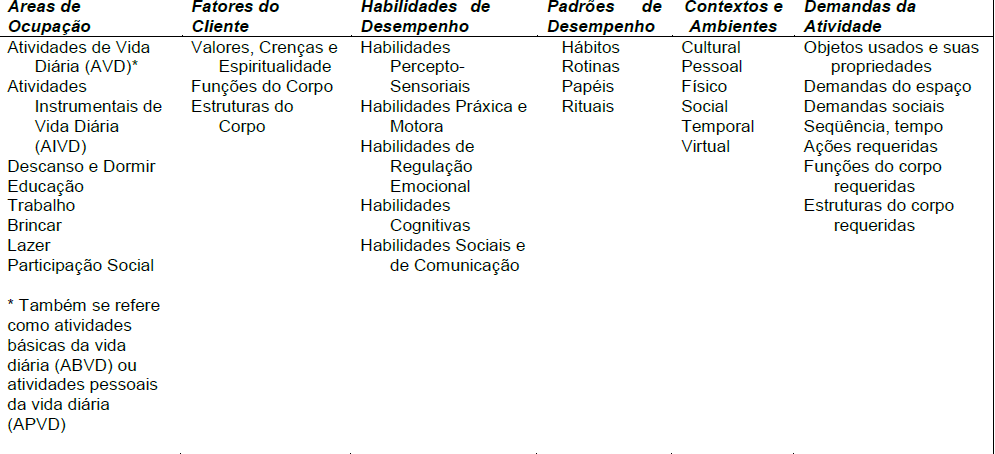 Áreas de
Ocupação
Atividades de Vida
Diária (AVD)*
Atividades
Instrumentais de
Vida Diária
(AIVD)
Descanso e Dormir
Educação
Trabalho
Brincar
Lazer
Participação Social
* Também se refere
como atividades
básicas da vida
diária (ABVD) ou
atividades pessoais
da vida diária
(APVD)
Fatores do
Cliente
Valores, Crenças e
Espiritualidade
Funções do Corpo
Estruturas do
Corpo
Habilidades de
Desempenho
Habilidades
Percepto-
Sensoriais
Habilidades Práxica e
Motora
Habilidades de
Regulação
Emocional
Habilidades
Cognitivas
Habilidades Sociais e
de Comunicação
Padrões de
Desempenho
Hábitos
Rotinas
Papéis
Rituais
Contextos e
Ambientes
Cultural
Pessoal
Físico
Social
Temporal
Virtual
Demandas da
Atividade
Objetos usados e suas
propriedades
Demandas do espaço
Demandas sociais
Seqüência, tempo
Ações requeridas
Funções do corpo
requeridas
Estruturas do corpo
requeridas